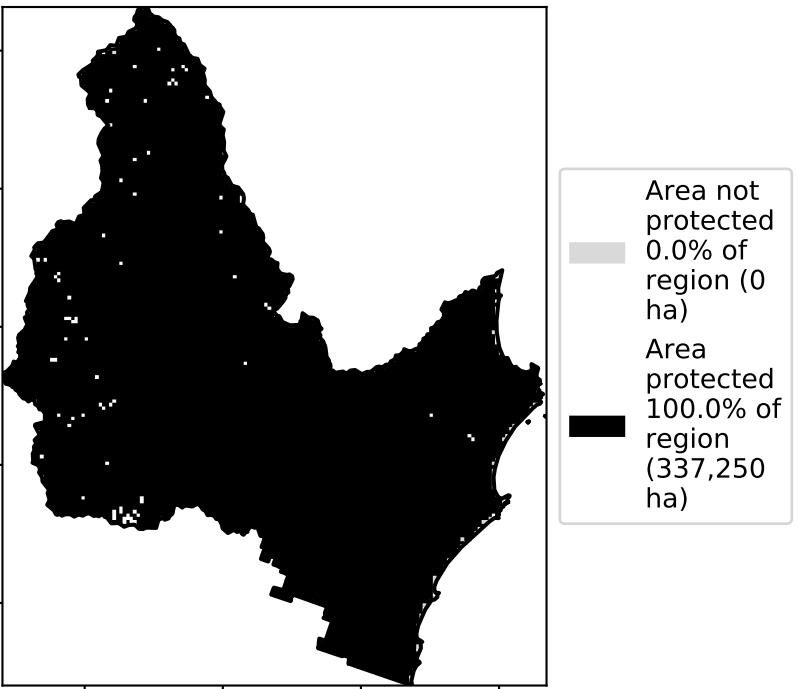 Area not
protected
0.0% of
region (0
ha)
Area
protected
100.0% of
region
(337,250
ha)